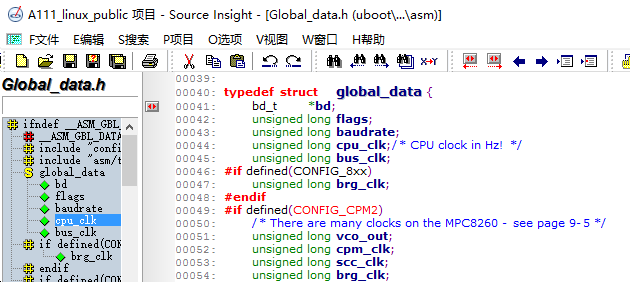 A111_linux_public 项目 - Source Insight - [Global_data.h (uboot\...\asm)]
F文件 E编辑 S搜索 P项目 O选项 V视图 W窗口 H帮助
Global_data.h
ifndef __ASM_GBL_
__ASM_GBL_DATA
include "confi
include "asm/t
global_data
bd
flags
baudrate
cpu_clk
bus_clk
if defined(CON
brg_clk
endif
if defined(CON
00039:
00040: typedef struct global_data {
00041: bd_t *bd;
00042: unsigned long flags;
00043: unsigned long baudrate;
00044: unsigned long cpu_clk;/* CPU clock in Hz! */
00045: unsigned long bus_clk;
00046: #if defined(CONFIG_8xx)
00047: unsigned long brg_clk;
00048: #endif
00049: #if defined(CONFIG_CPM2)
00050: /* There are many clocks on the MPC8260 - see page 9-5 */
00051: unsigned long vco_out;
00052: unsigned long cpm_clk;
00053: unsigned long scc_clk;
00054: unsigned long brg_clk;